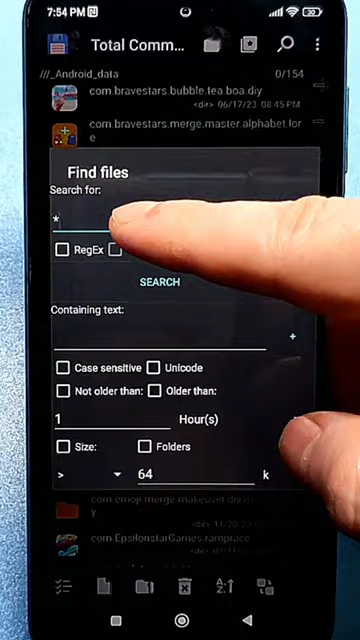 7:54 PM
30
Total Comm...
///_Android_data
0/154
com.bravestars.bubble.tea.boa.diy
<dir> 06/17/23 08:45 PM
com.bravestars.merge.master.alphabet.lor
e
Find files
Search for:
*
RegEx
SEARCH
Containing text:
+
Case sensitive
Unicode
Not older than:
Older than:
1
Hour(s)
Size:
Folders
>
64
k
com.emoji.merge.makeover.diy.
y
<dir> 11/20/23
com.EpsilonstarGames.ramprace